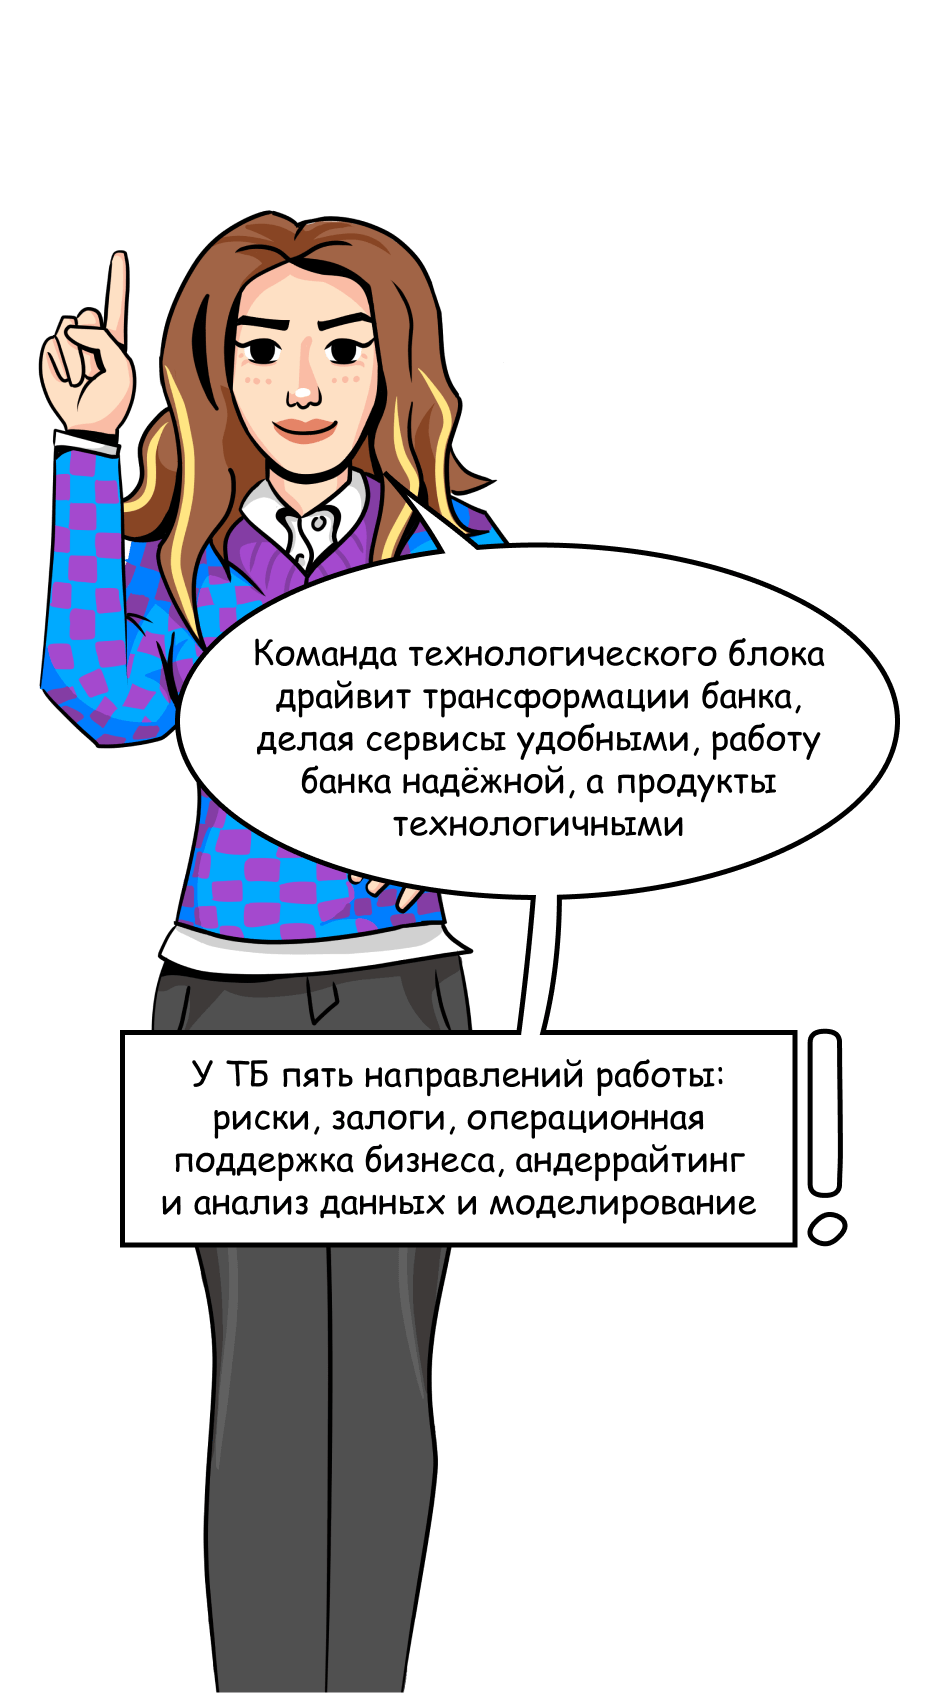 Команда технологического блока
драйвит трансформации банка,
делая сервисы удобными, работу
банка надёжной, а продукты
технологичными
У ТБ пять направлений работы:
риски, залоги, операционная
поддержка бизнеса, андеррайтинг
и анализ данных и моделирование